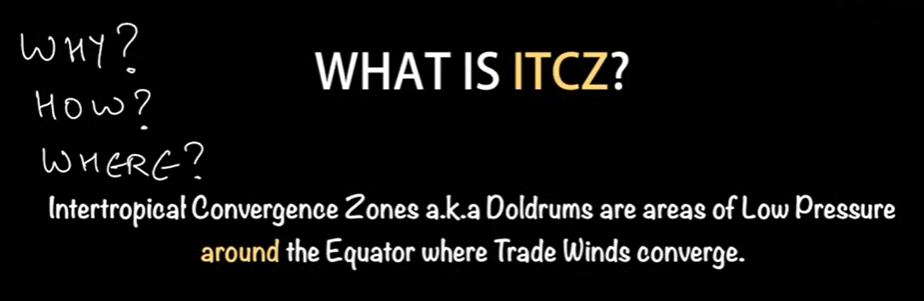 WHY?
HOW?
WHERE?
WHAT IS ITCZ?
Intertropical Convergence Zones a.k.a Doldrums are areas of Low Pressure
around the Equator where Trade Winds converge.